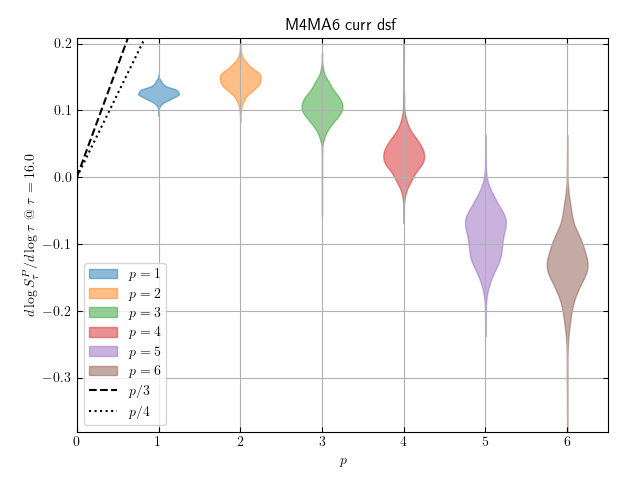 M4MA6 curr dsf
d log S_τ^P / d log τ @ τ = 16.0
0.2
0.1
0.0
−0.1
−0.2
−0.3
p = 1
p = 2
p = 3
p = 4
p = 5
p = 6
p/3
p/4
0 1 2 3 4 5 6
p